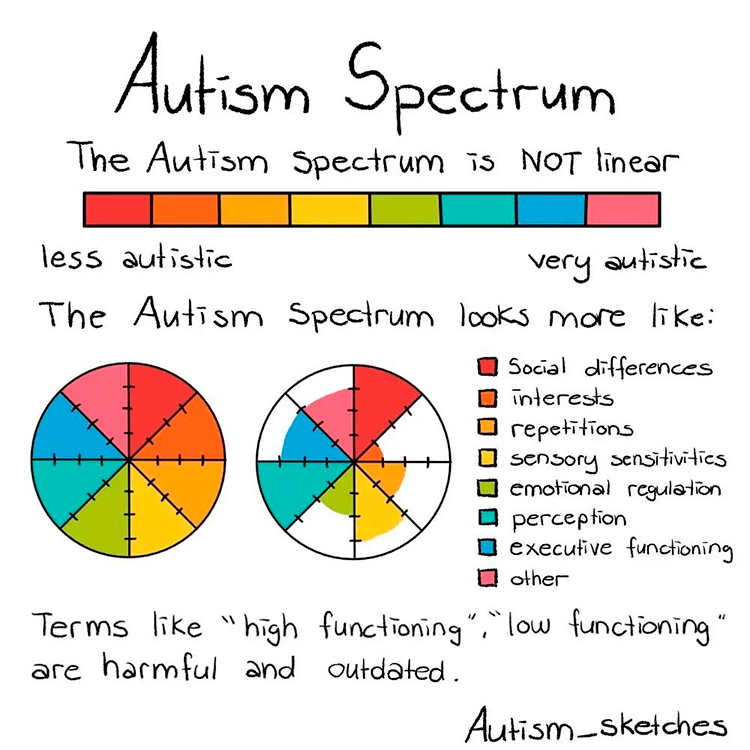 Autism Spectrum
The Autism Spectrum is NOT linear
less autistic
very autistic
The Autism Spectrum looks more like:
Social differences
interests
repetitions
sensory sensitivities
emotional regulation
perception
executive functioning
other
Terms like "high functioning", "low functioning"
are harmful and outdated.
Autism_sketches